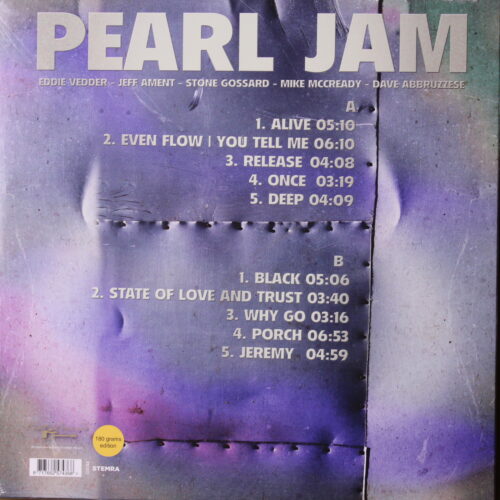 PEARL JAM
EDDIE VEDDER - JEFF AMENT - STONE GOSSARD - MIKE MCCREADY - DAVE ABBRUZZESE
A
1. ALIVE 05:10
2. EVEN FLOW | YOU TELL ME 06:10
3. RELEASE 04:08
4. ONCE 03:19
5. DEEP 04:09
B
1. BLACK 05:06
2. STATE OF LOVE AND TRUST 03:40
3. WHY GO 03:16
4. PORCH 06:53
5. JEREMY 04:59
180 grams
edition
STEMRA